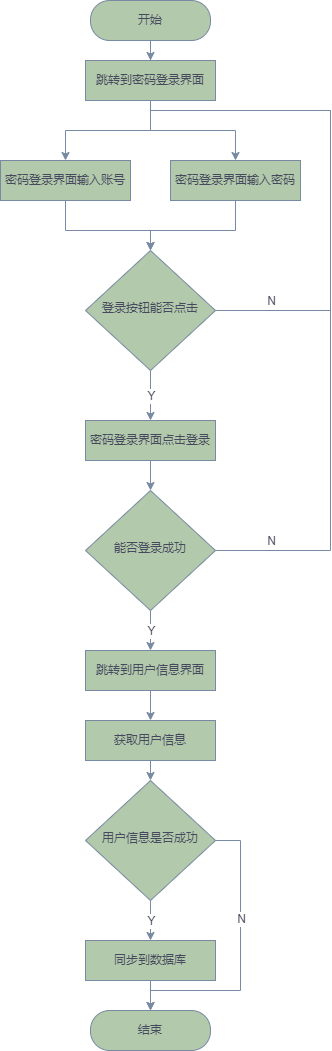 开始
跳转到密码登录界面
密码登录界面输入账号
密码登录界面输入密码
登录按钮能否点击
N
Y
密码登录界面点击登录
能否登录成功
N
Y
跳转到用户信息界面
获取用户信息
用户信息是否成功
N
Y
同步到数据库
结束